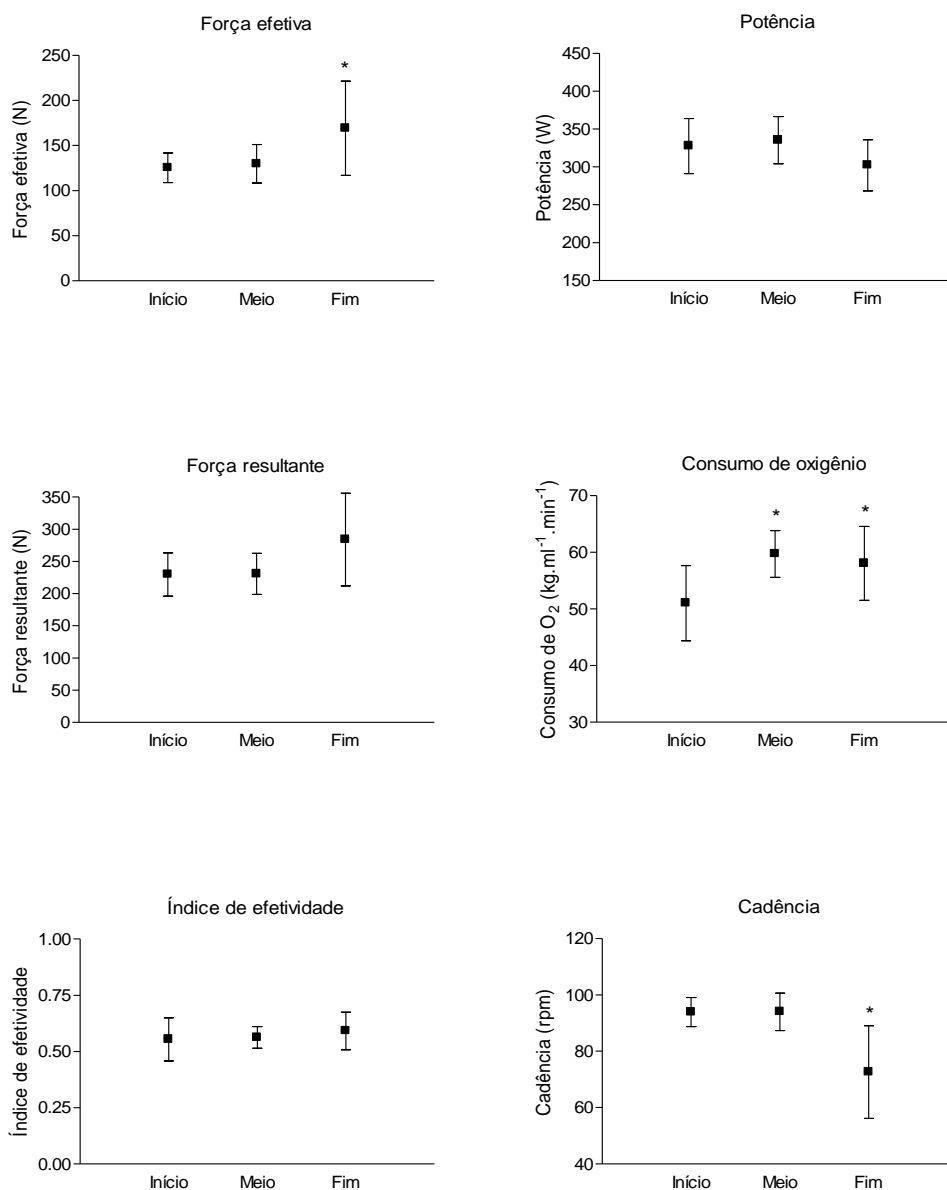 Força efetiva
Força efetiva (N)
250
200
150
100
50
0
*
Início Meio Fim
Potência
Potência (W)
450
400
350
300
250
200
150
Início Meio Fim
Força resultante
Força resultante (N)
350
300
250
200
150
100
50
0
Início Meio Fim
Consumo de oxigênio
Consumo de O₂ (kg.ml⁻¹.min⁻¹)
70
60
50
40
30
* *
Início Meio Fim
Índice de efetividade
Índice de efetividade
1.00
0.75
0.50
0.25
0.00
Início Meio Fim
Cadência
Cadência (rpm)
120
100
80
60
40
*
Início Meio Fim